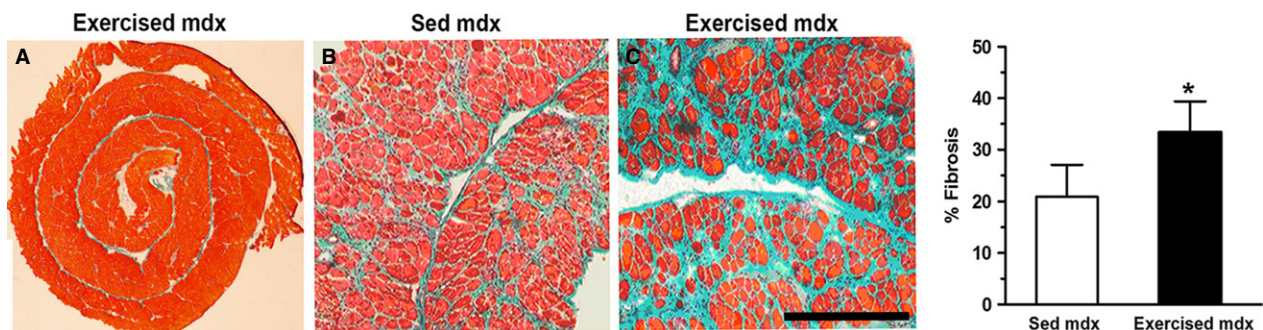 Exercised mdx
Sed mdx
Exercised mdx
A
B
C
% Fibrosis
50
40
30
20
10
0
*
Sed mdx
Exercised mdx